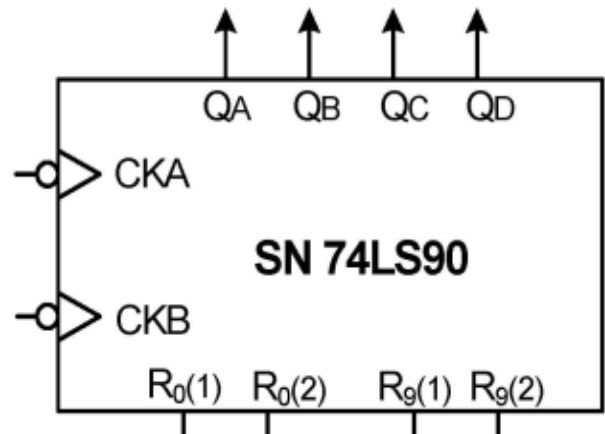 QA QB QC QD
CKA
SN 74LS90
CKB
R0(1) R0(2) R9(1) R9(2)